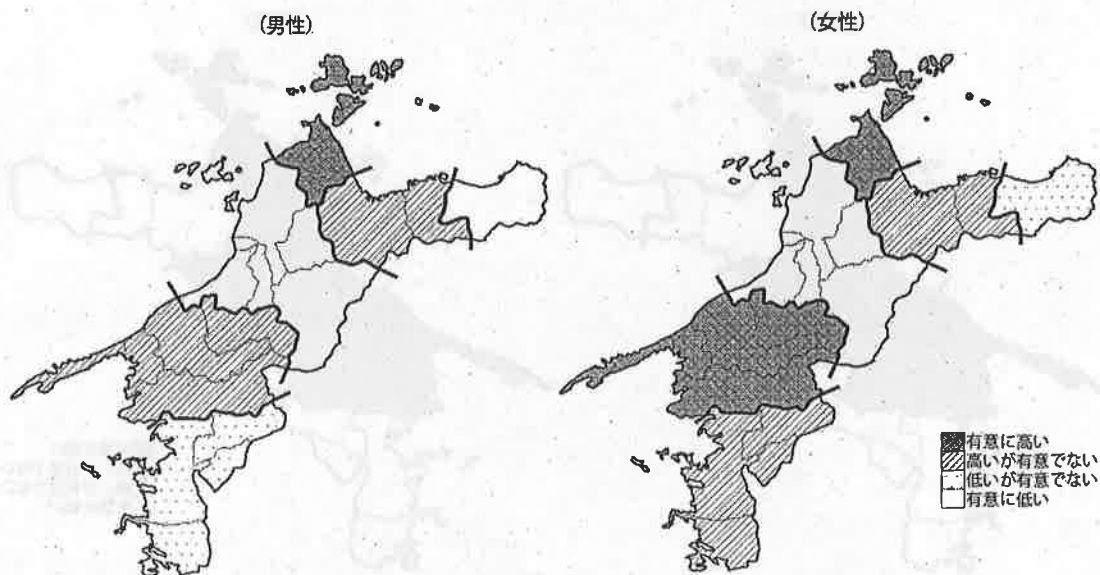 (男性)
(女性)
有意に高い
高いが有意でない
低いが有意でない
有意に低い